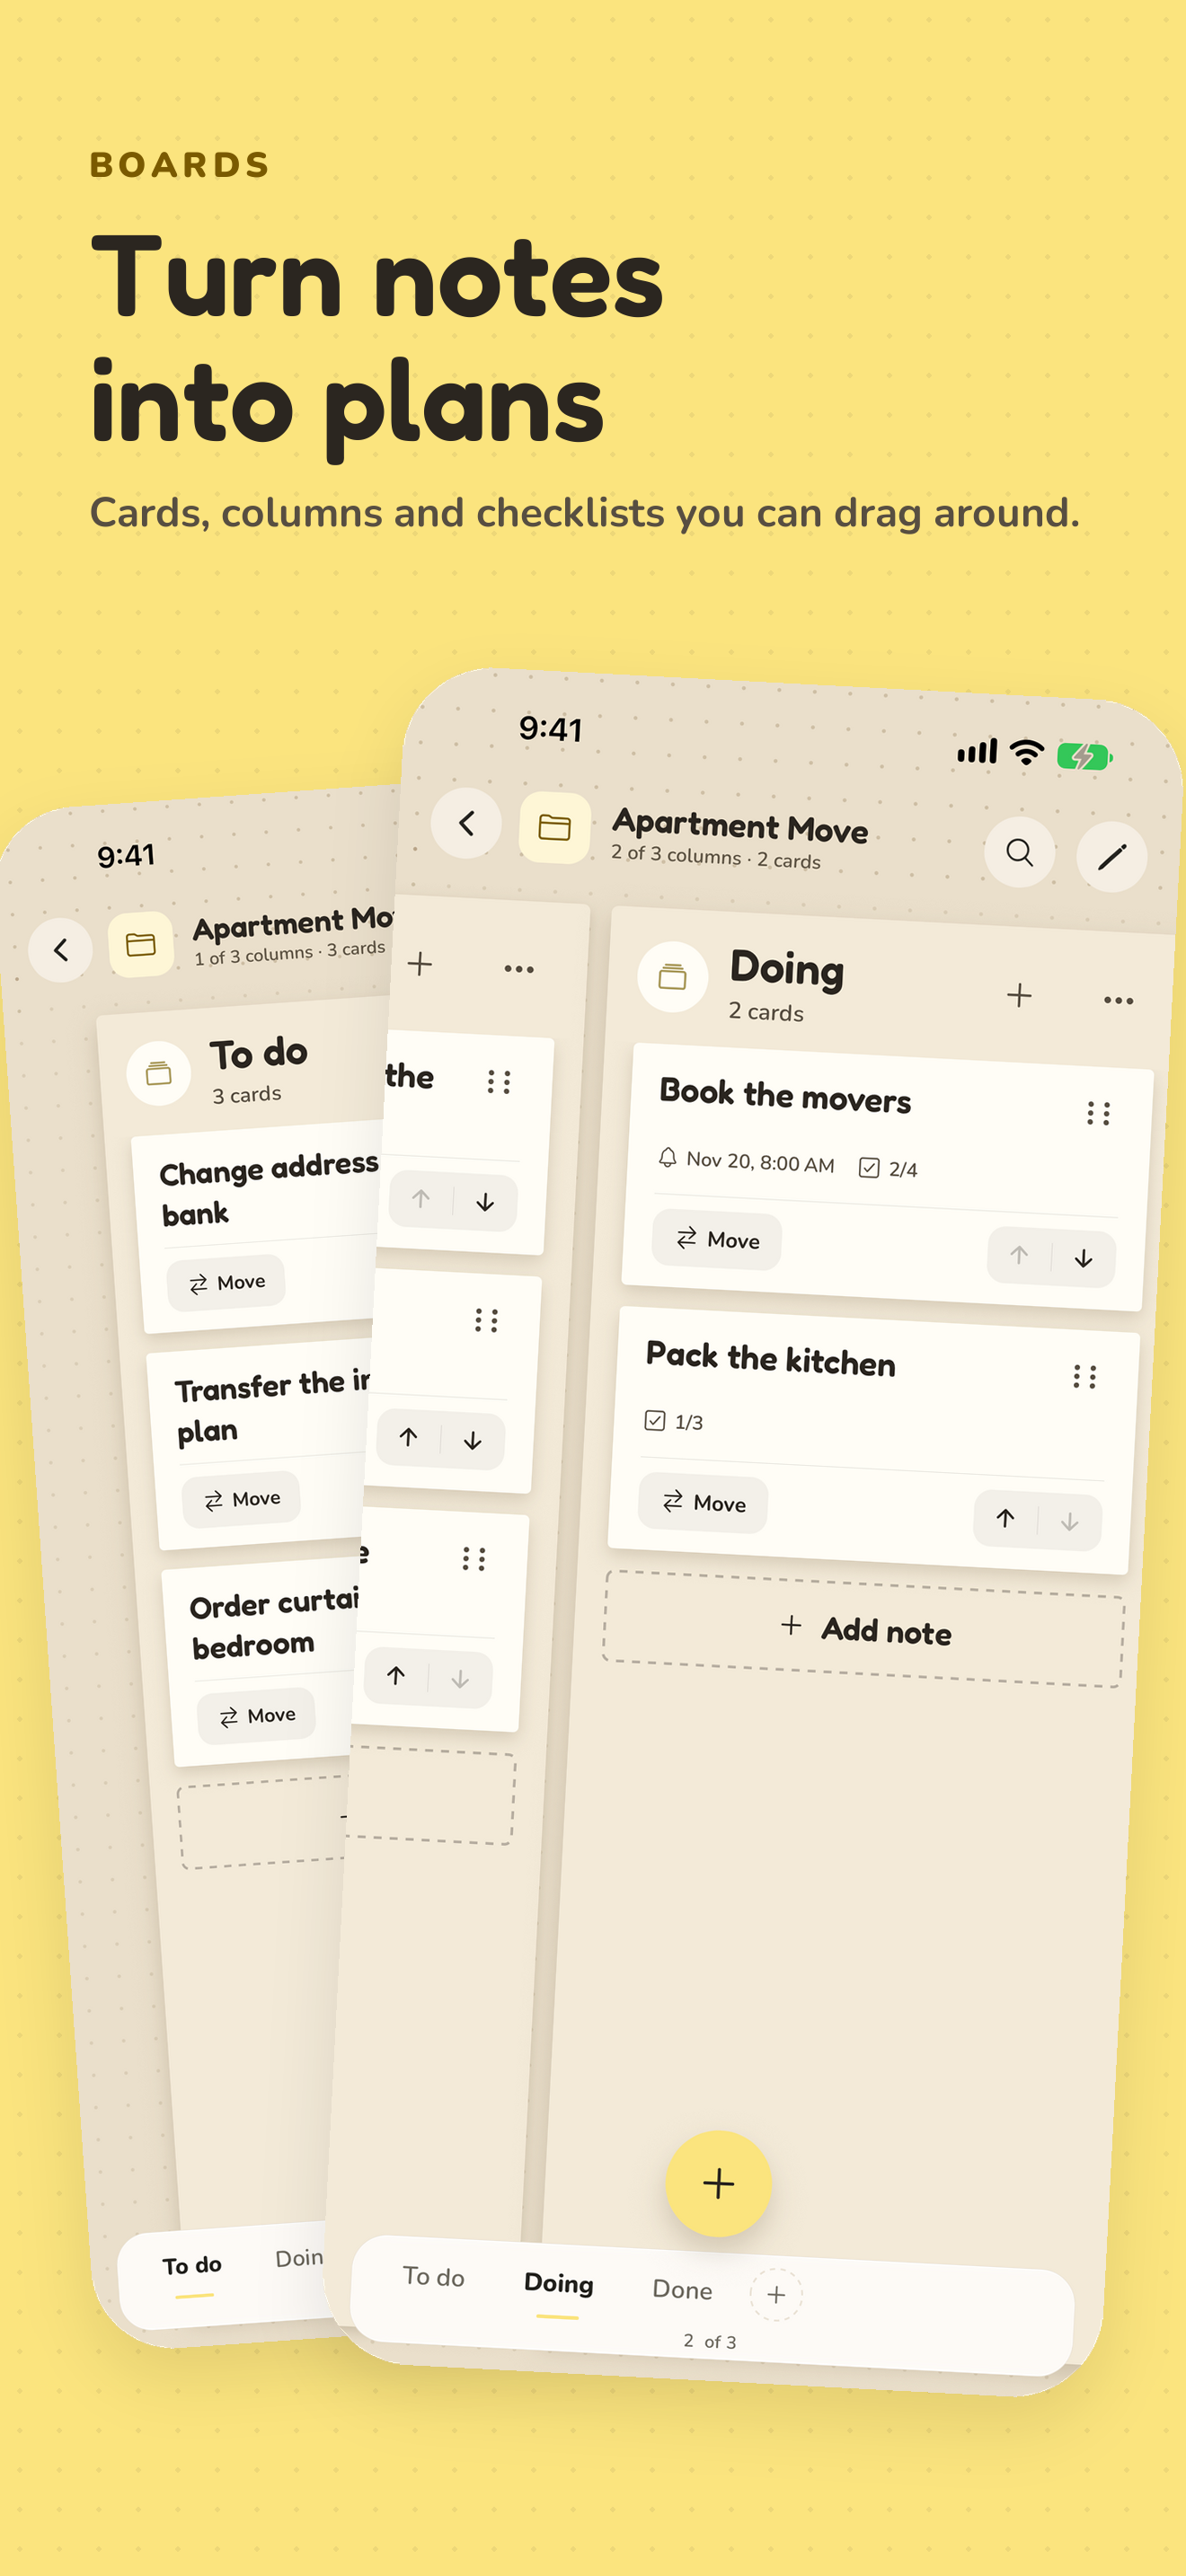 BOARDS
Turn notes
into plans
Cards, columns and checklists you can drag around.
9:41
Apartment
1 of 3 columns · 3 cards
To do
3 cards
Change address
bank
Move
Transfer the
plan
Move
Order
bedroom
Move
To do
9:41
Apartment Move
2 of 3 columns · 2 cards
the
Doing
2 cards
Book the movers
Nov 20, 8:00 AM 2/4
Move
Pack the kitchen
1/3
Move
+ Add note
To do Doing Done +
2 of 3